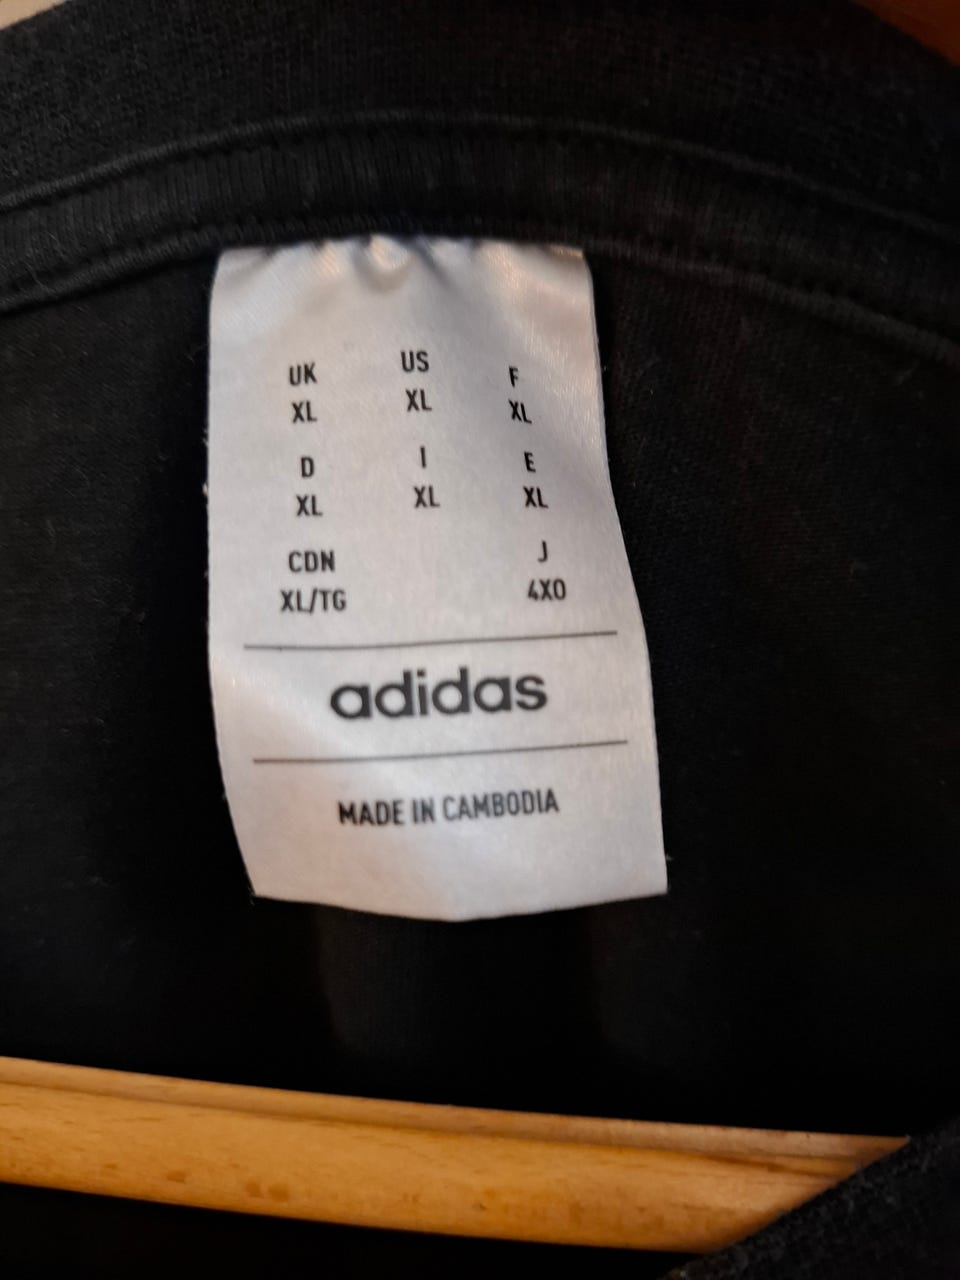 UK US F
XL XL XL
D I E
XL XL XL
CDN J
XL/TG 4XO
adidas
MADE IN CAMBODIA